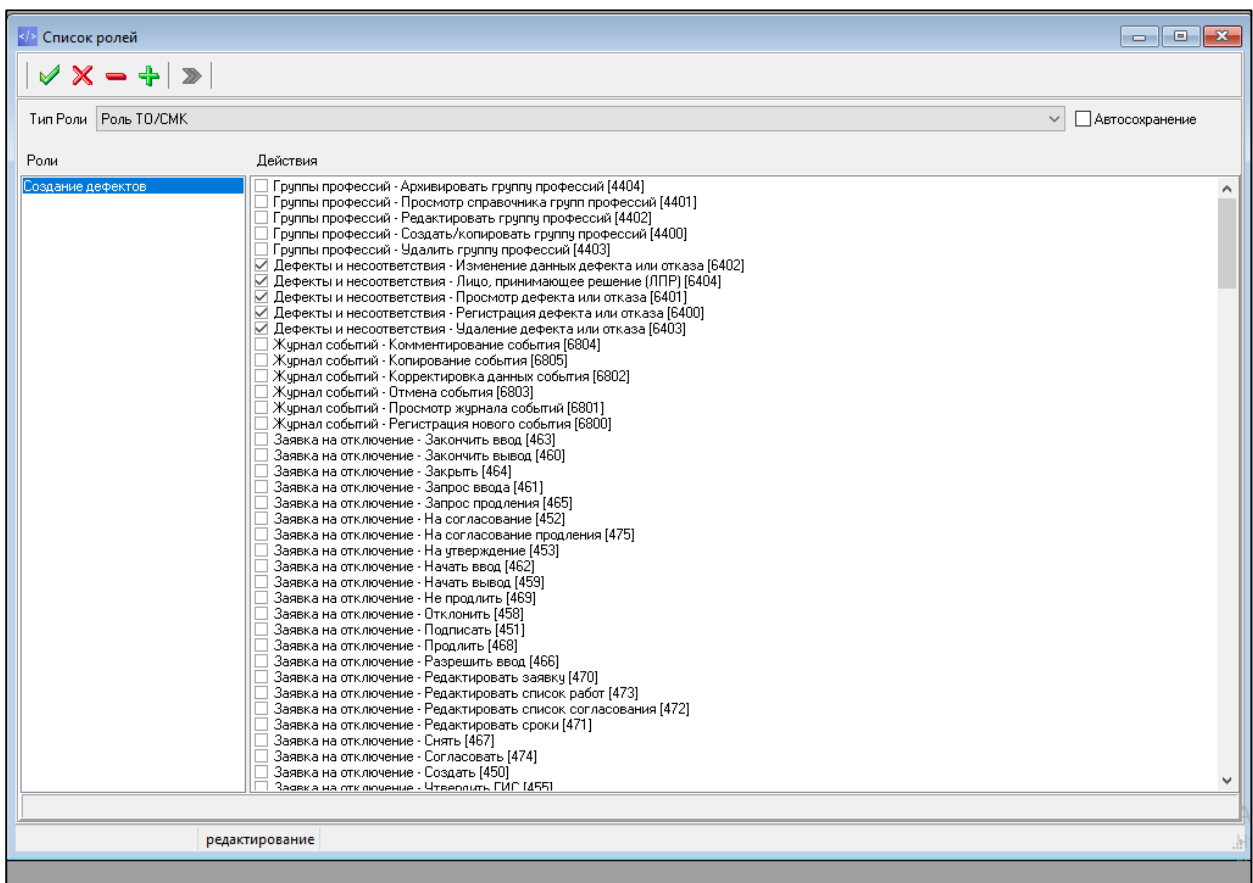 Список ролей
Тип Роли Роль ТО/СМК Автосохранение
Роли Действия
Создание дефектов
Группы профессий - Архивировать группу профессий [4404]
Группы профессий - Просмотр справочника групп профессий [4401]
Группы профессий - Редактировать группу профессий [4402]
Группы профессий - Создать/копировать группу профессий [4400]
Группы профессий - Удалить группу профессий [4403]
Дефекты и несоответствия - Изменение данных дефекта или отказа [6402]
Дефекты и несоответствия - Лицо, принимающее решение (ЛПР) [6404]
Дефекты и несоответствия - Просмотр дефекта или отказа [6401]
Дефекты и несоответствия - Регистрация дефекта или отказа [6400]
Дефекты и несоответствия - Удаление дефекта или отказа [6403]
Журнал событий - Комментирование события [6804]
Журнал событий - Копирование события [6805]
Журнал событий - Корректировка данных события [6802]
Журнал событий - Отмена события [6803]
Журнал событий - Просмотр журнала событий [6801]
Журнал событий - Регистрация нового события [6800]
Заявка на отключение - Закончить ввод [463]
Заявка на отключение - Закончить вывод [460]
Заявка на отключение - Закрыть [464]
Заявка на отключение - Запрос ввода [461]
Заявка на отключение - Запрос продления [465]
Заявка на отключение - На согласование [452]
Заявка на отключение - На согласование продления [475]
Заявка на отключение - На утверждение [453]
Заявка на отключение - Начать ввод [462]
Заявка на отключение - Начать вывод [459]
Заявка на отключение - Не продлить [469]
Заявка на отключение - Отклонить [458]
Заявка на отключение - Подписать [451]
Заявка на отключение - Продлить [468]
Заявка на отключение - Разрешить ввод [466]
Заявка на отключение - Редактировать заявку [470]
Заявка на отключение - Редактировать список работ [473]
Заявка на отключение - Редактировать список согласования [472]
Заявка на отключение - Редактировать сроки [471]
Заявка на отключение - Снять [467]
Заявка на отключение - Согласовать [474]
Заявка на отключение - Создать [450]
Заявка на отключение - Утвердить ГИС [455]
редактирование